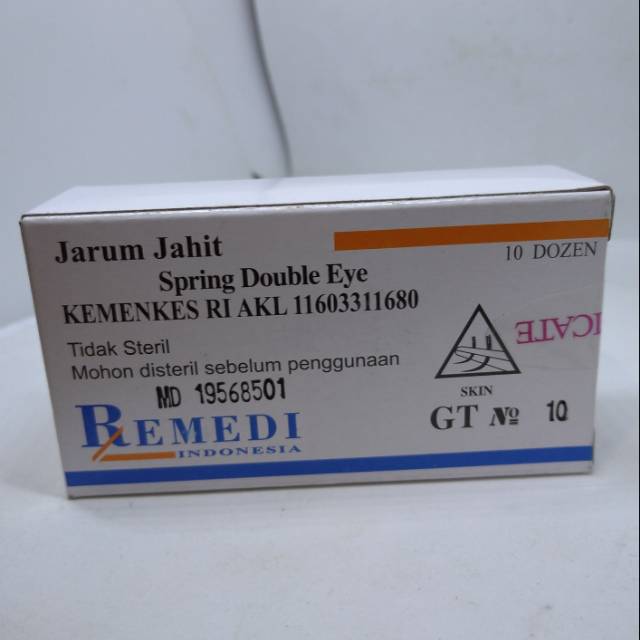 Jarum Jahit
Spring Double Eye
10 DOZEN
KEMENKES RI AKL 11603311680
Tidak Steril
Mohon disteril sebelum penggunaan
MD 19568501
REMEDI
INDONESIA
SKIN
GT № 10
ICATE